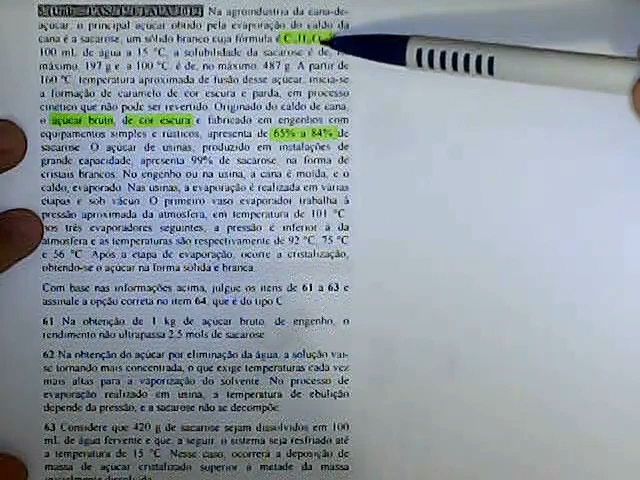 (UnB – PAS/1ª ETAPA/2012) Na agroindústria da cana-de-
açúcar, o principal açúcar obtido pela evaporação do caldo da
cana é a sacarose, um sólido branco cuja fórmula é
100 mL de água a 15 °C, a solubilidade da sacarose é de, no
máximo, 197 g e, a 100 °C, é de, no máximo, 487 g. A partir de
160 °C, temperatura aproximada de fusão desse açúcar, inicia-se
a formação de caramelo de cor escura e parda, em processo
cinético que não pode ser revertido. Originado do caldo de cana,
o açúcar bruto, de cor escura e fabricado em engenhos com
equipamentos simples e rústicos, apresenta de 65% a 84% de
sacarose. O açúcar de usinas, produzido em instalações de
grande capacidade, apresenta 99% de sacarose, na forma de
cristais brancos. No engenho ou na usina, a cana é moída, e o
caldo, evaporado. Nas usinas, a evaporação é realizada em várias
etapas e sob vácuo. O primeiro vaso evaporador trabalha à
pressão aproximada da atmosfera, em temperatura de 101 °C;
nos três evaporadores seguintes, a pressão é inferior à da
atmosfera e as temperaturas são respectivamente de 92 °C, 75 °C
e 56 °C. Após a etapa de evaporação, ocorre a cristalização,
obtendo-se o açúcar na forma sólida e branca.
Com base nas informações acima, julgue os itens de 61 a 63 e
assinale a opção correta no item 64, que é do tipo C.
61 Na obtenção de 1 kg de açúcar bruto, de engenho, o
rendimento não ultrapassa 2,5 mols de sacarose.
62 Na obtenção do açúcar por eliminação da água, a solução vai-
se tornando mais concentrada, o que exige temperaturas cada vez
mais altas para a vaporização do solvente. No processo de
evaporação realizado em usina, a temperatura de ebulição
depende da pressão, e a sacarose não se decompõe.
63 Considere que 420 g de sacarose sejam dissolvidos em 100
mL de água fervente e que, a seguir, o sistema seja resfriado até
a temperatura de 15 °C. Nesse caso, ocorrerá a deposição de
massa de açúcar cristalizado superior à metade da massa
inicialmente dissolvida.